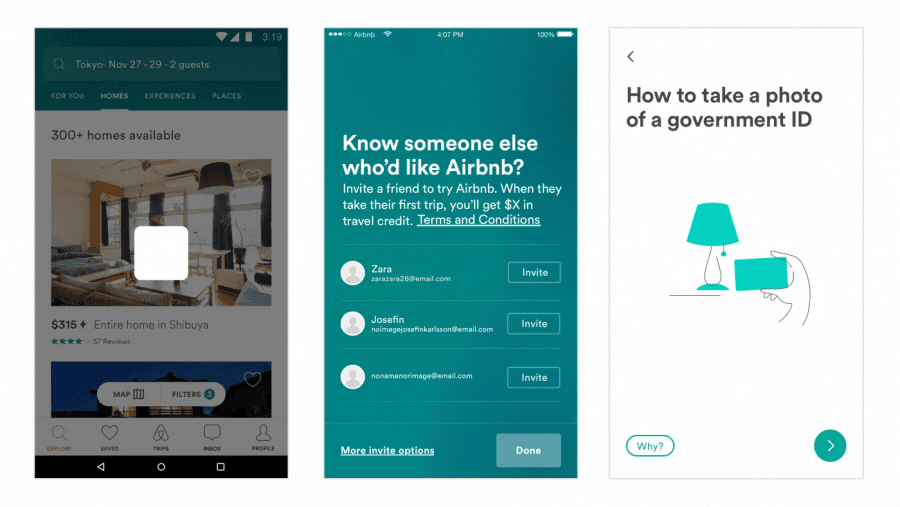 3:19
Tokyo· Nov 27 - 29 · 2 guests
FOR YOU HOMES EXPERIENCES PLACES
300+ homes available
$315 Entire home in Shibuya
57 Reviews
MAP FILTERS 3
EXPLORE SAVED TRIPS INBOX PROFILE
Airbnb 4:07 PM 100%
Know someone else
who’d like Airbnb?
Invite a friend to try Airbnb. When they
take their first trip, you’ll get $X in
travel credit. Terms and Conditions
Zara
zarazara26@email.com
Invite
Josefin
noimagejosefinkarlsson@email.com
Invite
nonamenorimage@email.com
Invite
More invite options Done
How to take a photo
of a government ID
Why?